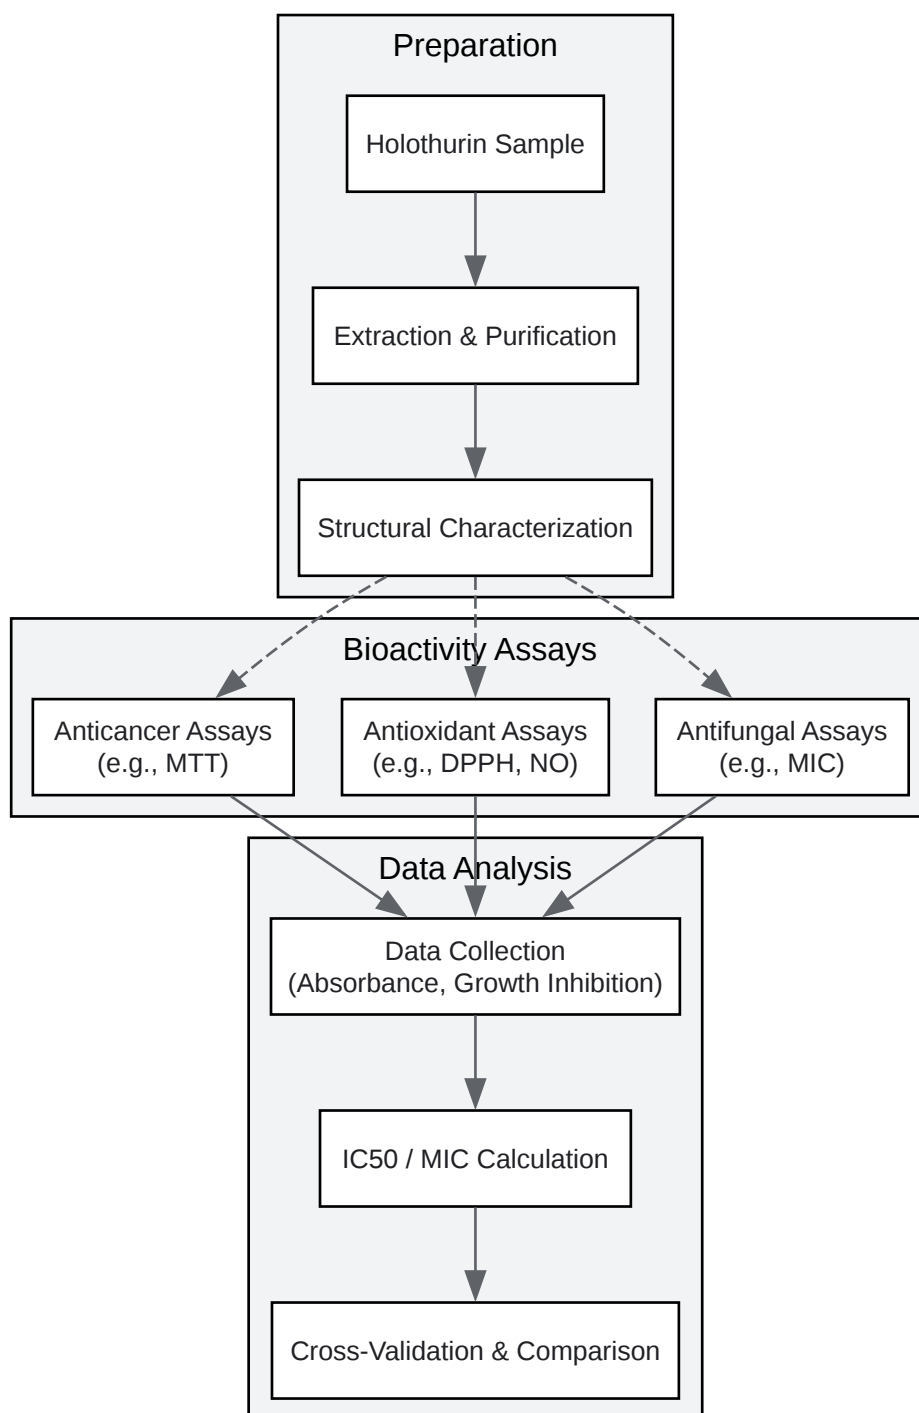 Preparation
Holothurin Sample
Extraction & Purification
Structural Characterization
Bioactivity Assays
Anticancer Assays
(e.g., MTT)
Antioxidant Assays
(e.g., DPPH, NO)
Antifungal Assays
(e.g., MIC)
Data Analysis
Data Collection
(Absorbance, Growth Inhibition)
IC50 / MIC Calculation
Cross-Validation & Comparison